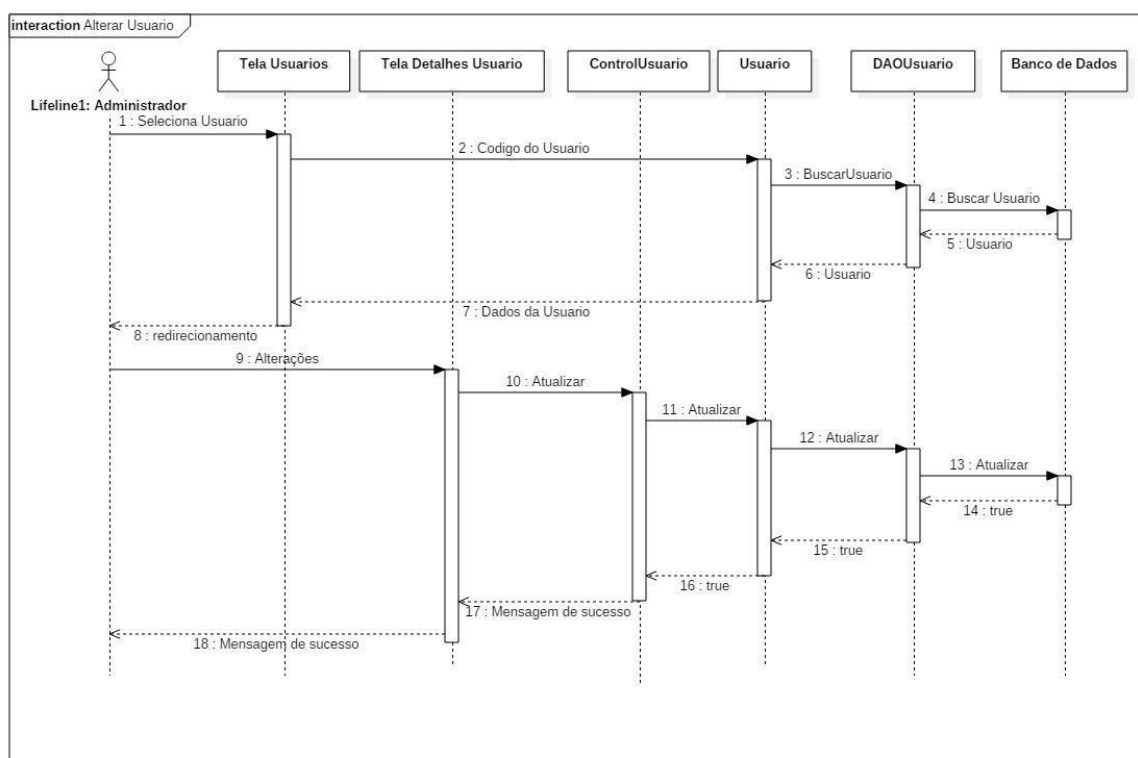 interaction Alterar Usuario
Tela Usuarios
Tela Detalhes Usuario
ControlUsuario
Usuario
DAOUsuario
Banco de Dados
Lifeline1: Administrador
1 : Seleciona Usuario
2 : Codigo do Usuario
3 : BuscarUsuario
4 : Buscar Usuario
5 : Usuario
6 : Usuario
7 : Dados da Usuario
8 : redirecionamento
9 : Alterações
10 : Atualizar
11 : Atualizar
12 : Atualizar
13 : Atualizar
14 : true
15 : true
16 : true
17 : Mensagem de sucesso
18 : Mensagem de sucesso